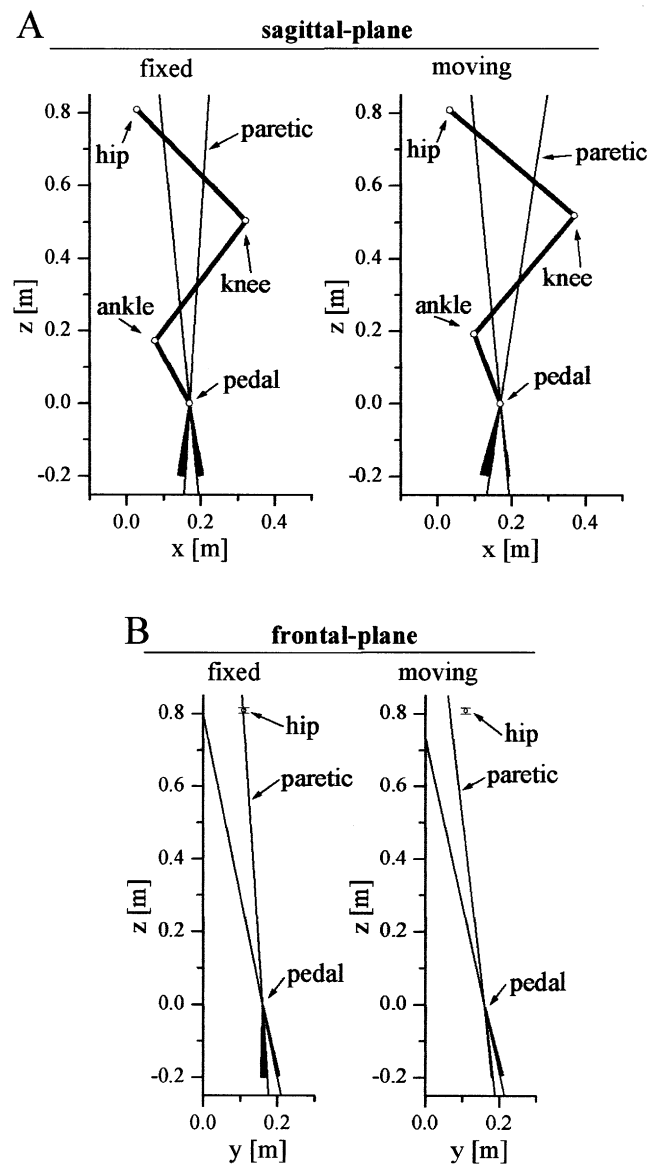 A
sagittal-plane
fixed
moving
0.8
0.6
0.4
0.2
0.0
-0.2
z [m]
hip
paretic
knee
ankle
pedal
0.0
0.2
0.4
x [m]
0.8
0.6
0.4
0.2
0.0
-0.2
z [m]
hip
paretic
knee
ankle
pedal
0.0
0.2
0.4
x [m]
B
frontal-plane
fixed
moving
0.8
0.6
0.4
0.2
0.0
-0.2
z [m]
hip
paretic
pedal
0.0
0.2
y [m]
0.8
0.6
0.4
0.2
0.0
-0.2
z [m]
hip
paretic
pedal
0.0
0.2
y [m]